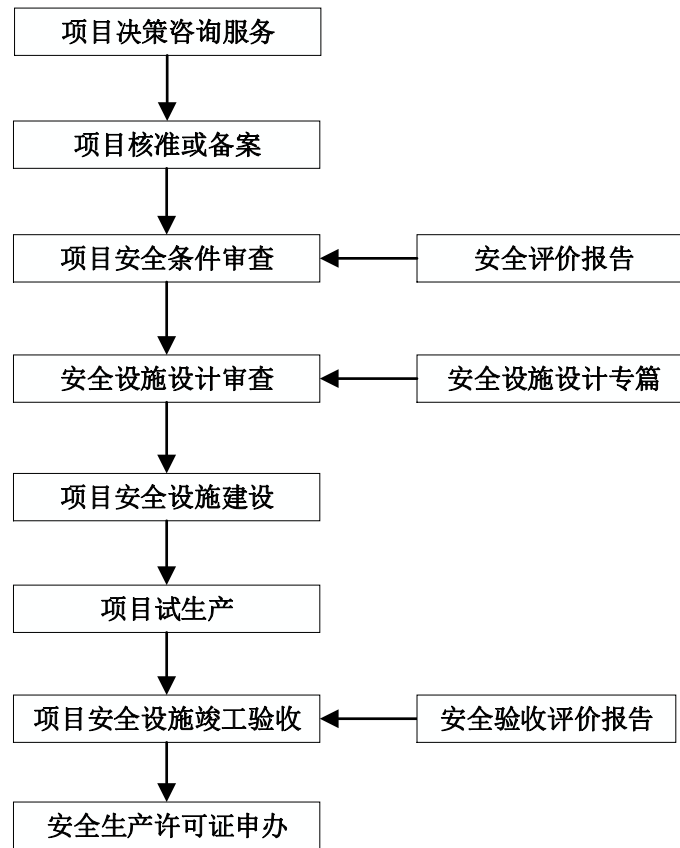 项目决策咨询服务
项目核准或备案
项目安全条件审查
安全评价报告
安全设施设计审查
安全设施设计专篇
项目安全设施建设
项目试生产
项目安全设施竣工验收
安全验收评价报告
安全生产许可证申办